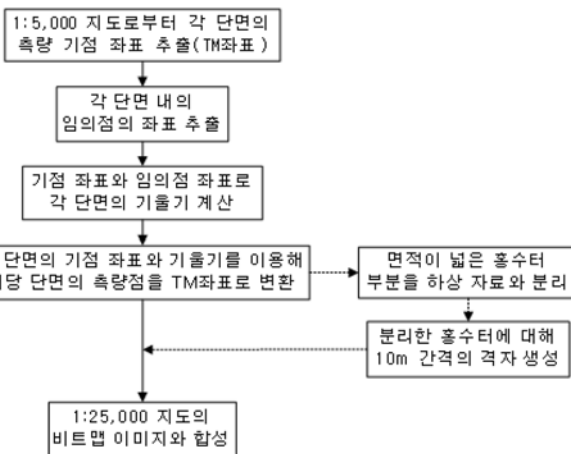 1:5,000 지도로부터 각 단면의
측량 기점 좌표 추출(TM좌표)
각 단면 내의
임의점의 좌표 추출
기점 좌표와 임의점 좌표로
각 단면의 기울기 계산
단면의 기점 좌표와 기울기를 이용해
당 단면의 측량점을 TM좌표로 변환
면적이 넓은 홍수터
부분을 하상 자료와 분리
분리한 홍수터에 대해
10m 간격의 격자 생성
1:25,000 지도의
비트맵 이미지와 합성